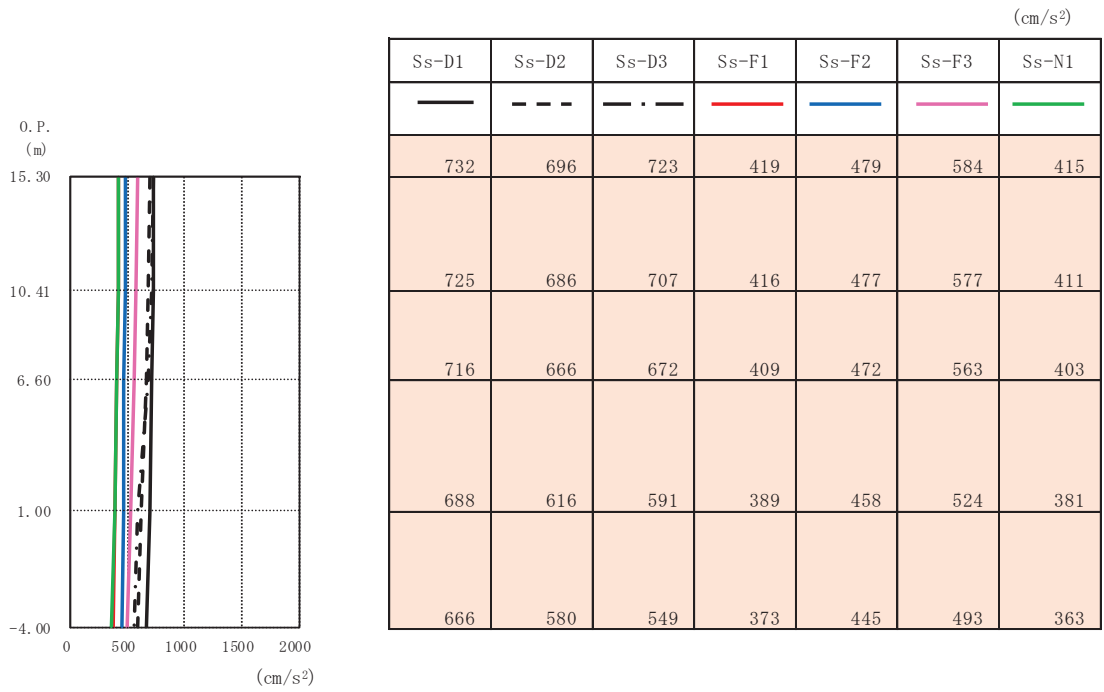 (cm/s²)
Ss-D1 Ss-D2 Ss-D3 Ss-F1 Ss-F2 Ss-F3 Ss-N1
O.P.
(m)
732 696 723 419 479 584 415
15.30
725 686 707 416 477 577 411
10.41
716 666 672 409 472 563 403
6.60
688 616 591 389 458 524 381
1.00
666 580 549 373 445 493 363
-4.00
0 500 1000 1500 2000
(cm/s²)